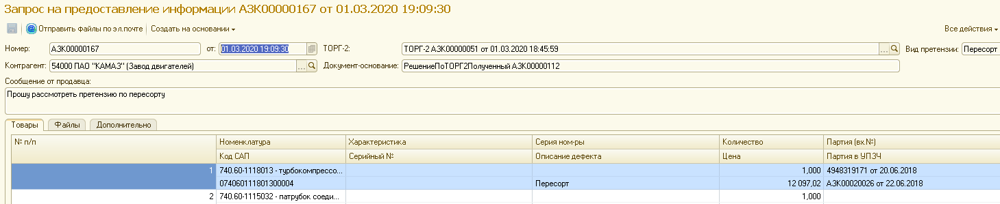 Запрос на предоставление информации АЗК00000167 от 01.03.2020 19:09:30
Отправить файлы по эл.почте Создать на основании Все действия
Номер: АЗК00000167 от: 01.03.2020 19:09:30 ТОРГ-2: ТОРГ-2 АЗК00000051 от 01.03.2020 18:45:59 Вид претензии: Пересорт
Контрагент: 54000 ПАО "КАМАЗ" (Завод двигателей) Документ-основание: РешениеПоТОРГ2Полученный АЗК00000112
Сообщение от продавца:
Прошу рассмотреть претензию по пересорту
Товары Файлы Дополнительно
№ п/п Номенклатура Характеристика Серия ном-ры Количество Партия (вх.№)
Код САП Серийный № Описание дефекта Цена Партия в УПЗЧ
1 740.60-1118013 - турбокомпрессо... 1,000 4948319171 от 20.06.2018
074060111801300004 Пересорт 12 097,02 АЗК00020026 от 22.06.2018
2 740.60-1115032 - патрубок соеди... 1,000